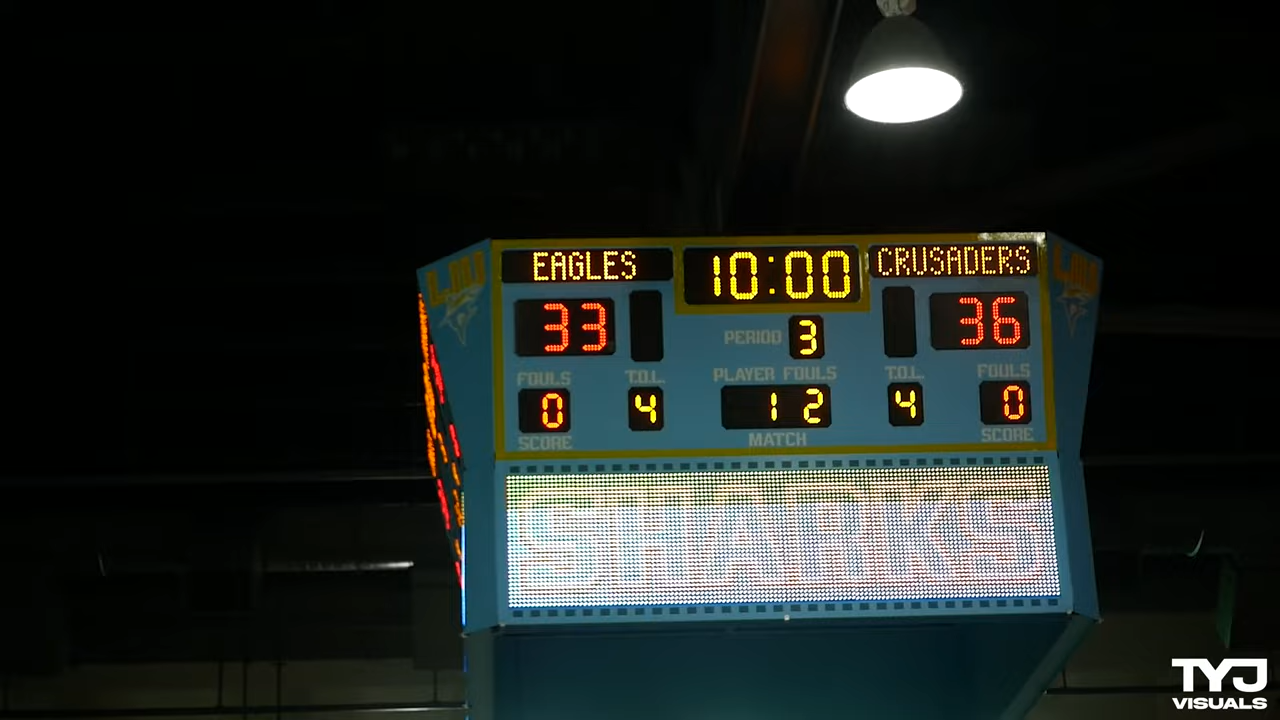 EAGLES 10:00 CRUSADERS
33 PERIOD 3 36
FOULS T.O.L. PLAYER FOULS T.O.L. FOULS
0 4 1 2 4 0
SCORE MATCH SCORE
SHARKS
TYJ
VISUALS